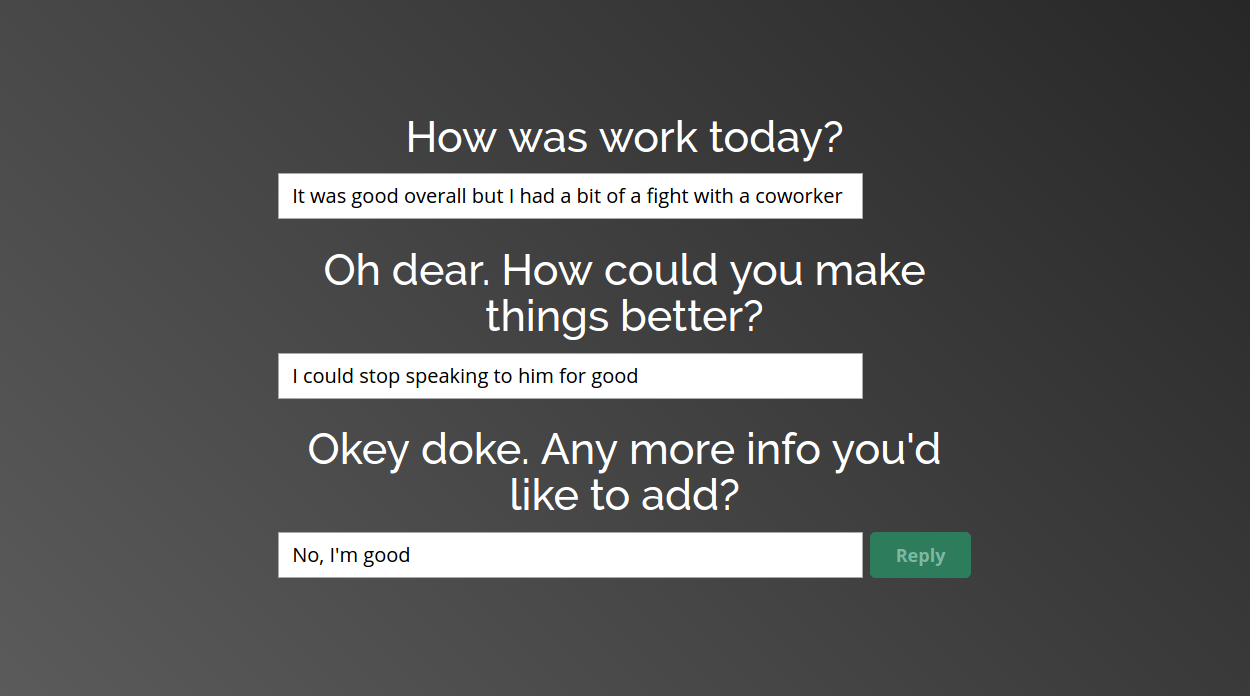 How was work today?
It was good overall but I had a bit of a fight with a coworker
Oh dear. How could you make
things better?
I could stop speaking to him for good
Okey doke. Any more info you'd
like to add?
No, I'm good
Reply